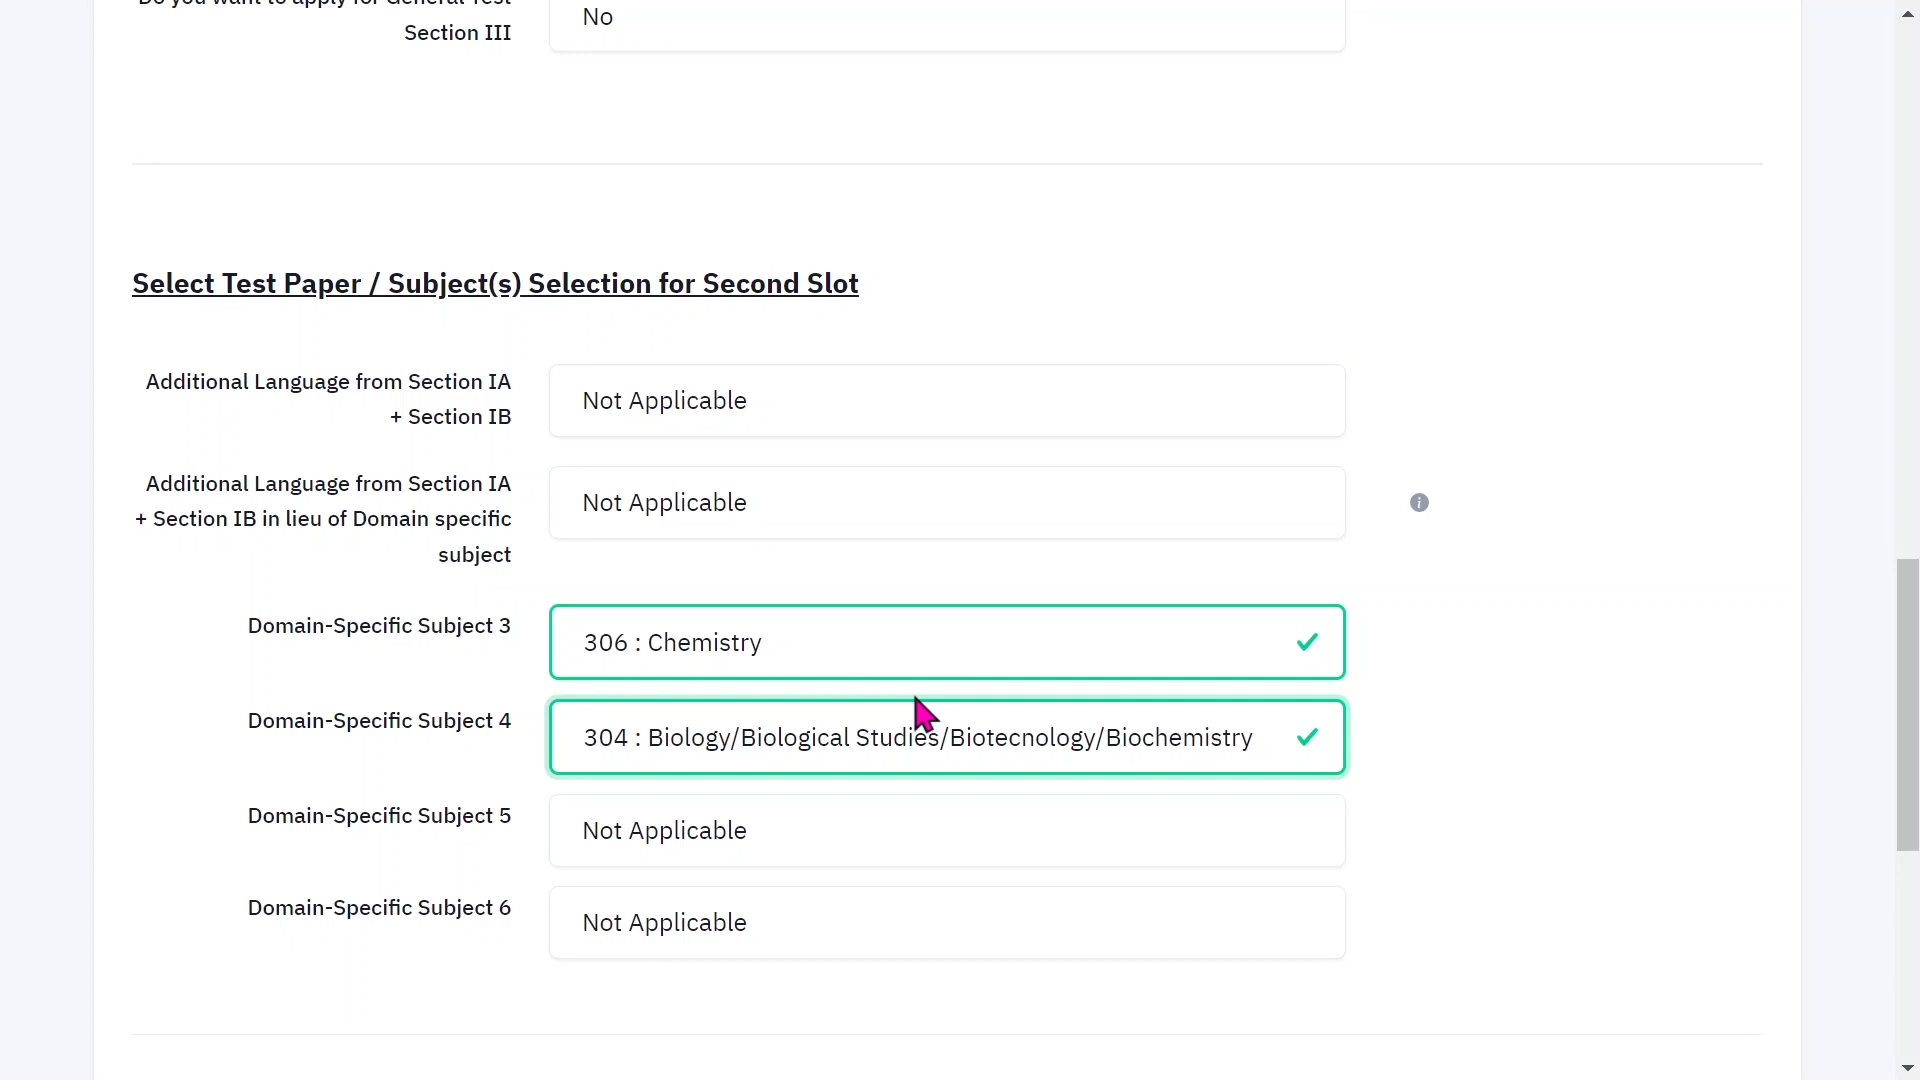 No
Section III
Select Test Paper / Subject(s) Selection for Second Slot
Additional Language from Section IA
+ Section IB
Not Applicable
Additional Language from Section IA
+ Section IB in lieu of Domain specific
subject
Not Applicable
Domain-Specific Subject 3
306 : Chemistry
Domain-Specific Subject 4
304 : Biology/Biological Studies/Biotecnology/Biochemistry
Domain-Specific Subject 5
Not Applicable
Domain-Specific Subject 6
Not Applicable